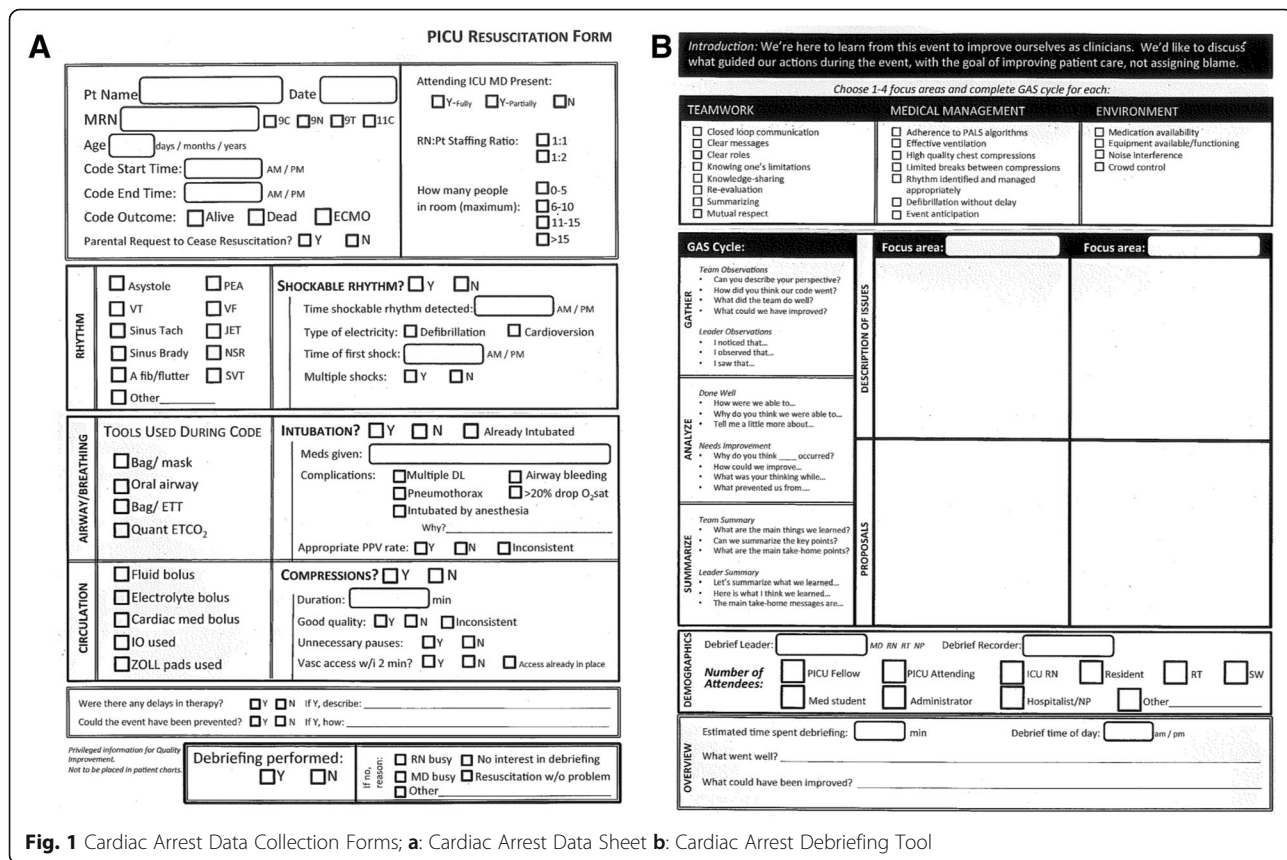 A
PICU RESUSCITATION FORM
Pt Name Date
MRN 9C 9N 9T 11C
Age days / months / years
Code Start Time: AM / PM
Code End Time: AM / PM
Code Outcome: Alive Dead ECMO
Parental Request to Cease Resuscitation? Y N
Attending ICU MD Present:
Y-Fully Y-Partially N
RN:Pt Staffing Ratio: 1:1
1:2
How many people 0-5
in room (maximum): 6-10
11-15
>15
RHYTHM
Asystole PEA
VT VF
Sinus Tach JET
Sinus Brady NSR
A fib/flutter SVT
Other
SHOCKABLE RHYTHM? Y N
Time shockable rhythm detected: AM / PM
Type of electricity: Defibrillation Cardioversion
Time of first shock: AM / PM
Multiple shocks: Y N
AIRWAY/BREATHING
TOOLS USED DURING CODE
Bag/ mask
Oral airway
Bag/ ETT
Quant ETCO2
INTUBATION? Y N Already Intubated
Meds given:
Complications: Multiple DL Airway bleeding
Pneumothorax >20% drop O2sat
Intubated by anesthesia
Why?
Appropriate PPV rate: Y N Inconsistent
CIRCULATION
Fluid bolus
Electrolyte bolus
Cardiac med bolus
IO used
ZOLL pads used
COMPRESSIONS? Y N
Duration: min
Good quality: Y N Inconsistent
Unnecessary pauses: Y N
Vasc access w/i 2 min? Y N Access already in place
Were there any delays in therapy? Y N If Y, describe:
Could the event have been prevented? Y N If Y, how:
Privileged information for Quality
Improvement.
Not to be placed in patient charts.
Debriefing performed:
Y N
If no,
reason:
RN busy No interest in debriefing
MD busy Resuscitation w/o problem
Other
B
Introduction: We're here to learn from this event to improve ourselves as clinicians. We'd like to discuss
what guided our actions during the event, with the goal of improving patient care, not assigning blame.
Choose 1-4 focus areas and complete GAS cycle for each:
TEAMWORK
Closed loop communication
Clear messages
Clear roles
Knowing one's limitations
Knowledge-sharing
Re-evaluation
Summarizing
Mutual respect
MEDICAL MANAGEMENT
Adherence to PALS algorithms
Effective ventilation
High quality chest compressions
Limited breaks between compressions
Rhythm identified and managed
appropriately
Defibrillation without delay
Event anticipation
ENVIRONMENT
Medication availability
Equipment available/functioning
Noise interference
Crowd control
GAS Cycle: Focus area: Focus area:
GATHER
Team Observations
• Can you describe your perspective?
• How did you think our code went?
• What did the team do well?
• What could we have improved?
Leader Observations
• I noticed that...
• I observed that...
• I saw that...
ANALYZE
Done Well
• How were we able to...
• Why do you think we were able to...
• Tell me a little more about...
Needs Improvement
• Why do you think ____ occurred?
• How could we improve...
• What was your thinking while...
• What prevented us from....
SUMMARIZE
Team Summary
• What are the main things we learned?
• Can we summarize the key points?
• What are the main take-home points?
Leader Summary
• Let's summarize what we learned...
• Here is what I think we learned...
• The main take-home messages are...
DESCRIPTION OF ISSUES
PROPOSALS
DEMOGRAPHICS
Debrief Leader: MD RN RT NP Debrief Recorder:
Number of
Attendees:
PICU Fellow PICU Attending ICU RN Resident RT SW
Med student Administrator Hospitalist/NP Other
OVERVIEW
Estimated time spent debriefing: min Debrief time of day: am / pm
What went well?
What could have been improved?
Fig. 1 Cardiac Arrest Data Collection Forms; a: Cardiac Arrest Data Sheet b: Cardiac Arrest Debriefing Tool